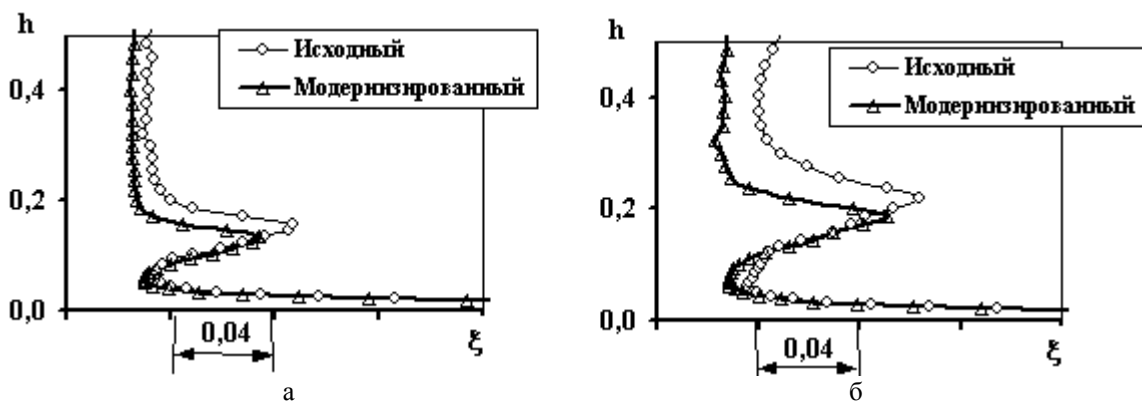 h
Исходный
Модернизированный
0,4
0,2
0,0
0,04
ξ
а
h
Исходный
Модернизированный
0,4
0,2
0,0
0,04
ξ
б